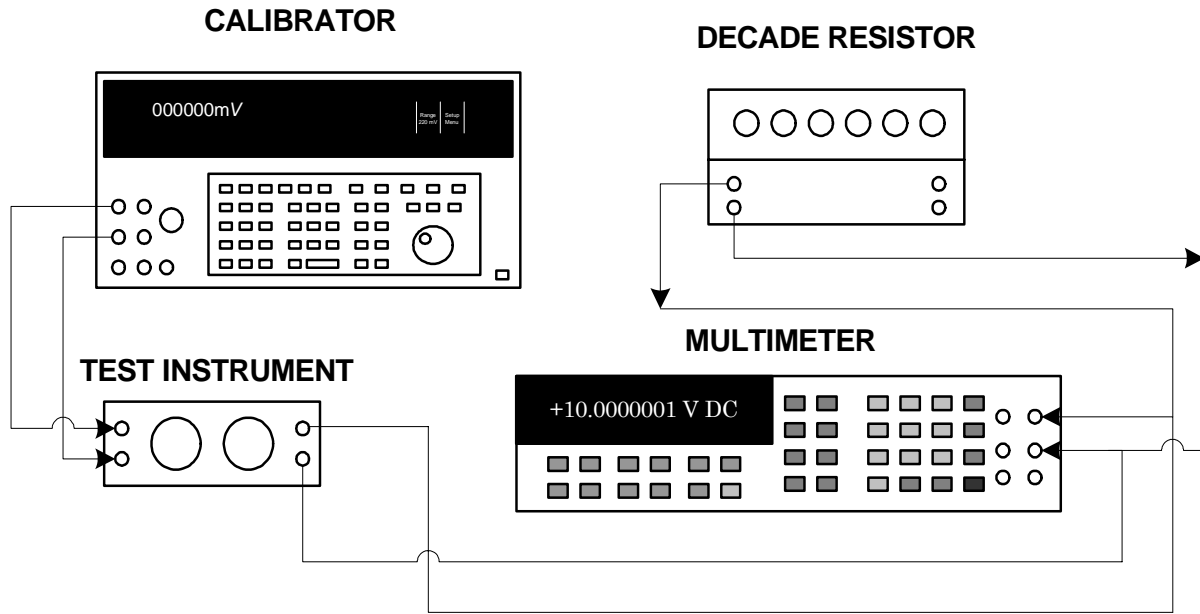 CALIBRATOR
DECADE RESISTOR
000000mV
Range Setup
220 mV Menu
MULTIMETER
TEST INSTRUMENT
+10.0000001 V DC